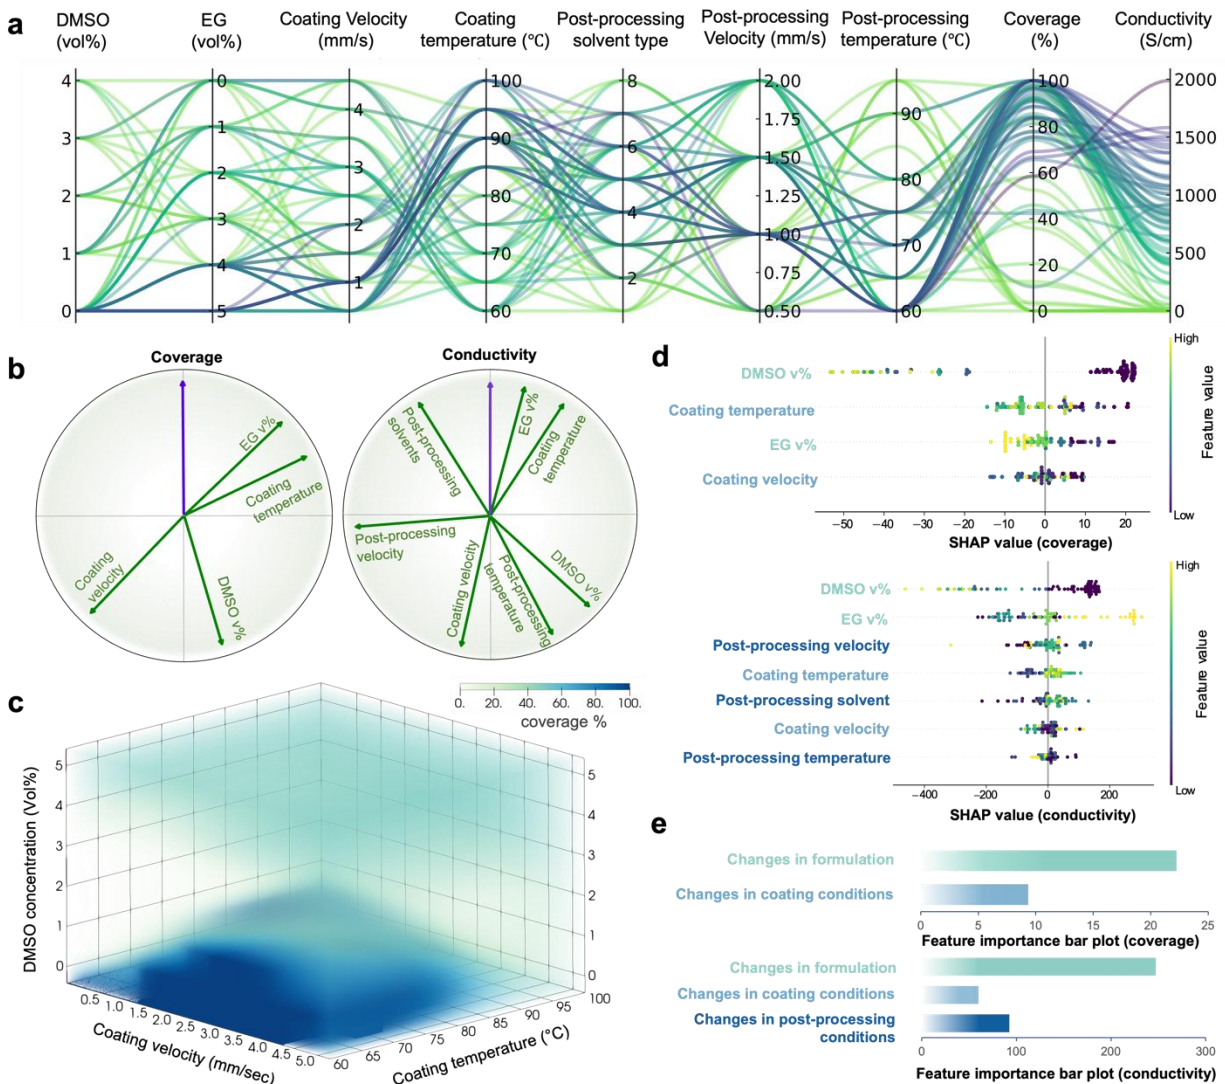 a
DMSO
(vol%)
EG
(vol%)
Coating Velocity
(mm/s)
Coating
temperature (°C)
Post-processing
solvent type
Post-processing
Velocity (mm/s)
Post-processing
temperature (°C)
Coverage
(%)
Conductivity
(S/cm)
4
3
2
1
0
0
1
2
3
4
5
4
3
2
1
100
90
80
70
60
8
6
4
2
2.00
1.75
1.50
1.25
1.00
0.75
0.50
90
80
70
60
100
80
60
40
20
0
2000
1500
1000
500
0
b
Coverage
EG v%
Coating
temperature
Coating
velocity
DMSO v%
Conductivity
Post-processing
solvents
EG v%
Coating
temperature
Post-processing
velocity
Coating velocity
Post-processing
temperature
DMSO v%
c
0. 20. 40. 60. 80. 100.
coverage %
DMSO concentration (Vol%)
5
4
3
2
1
0
5
4
3
2
1
0
0.5 1.0 1.5 2.0 2.5 3.0 3.5 4.0 4.5 5.0
Coating velocity (mm/sec)
60 65 70 75 80 85 90 95 100
Coating temperature (°C)
d
DMSO v%
Coating temperature
EG v%
Coating velocity
−50 −40 −30 −20 −10 0 10 20
SHAP value (coverage)
High
Feature value
Low
DMSO v%
EG v%
Post-processing velocity
Coating temperature
Post-processing solvent
Coating velocity
Post-processing temperature
−400 −200 0 200
SHAP value (conductivity)
High
Feature value
Low
e
Changes in formulation
Changes in coating conditions
0 5 10 15 20 25
Feature importance bar plot (coverage)
Changes in formulation
Changes in coating conditions
Changes in post-processing
conditions
0 100 200 300
Feature importance bar plot (conductivity)